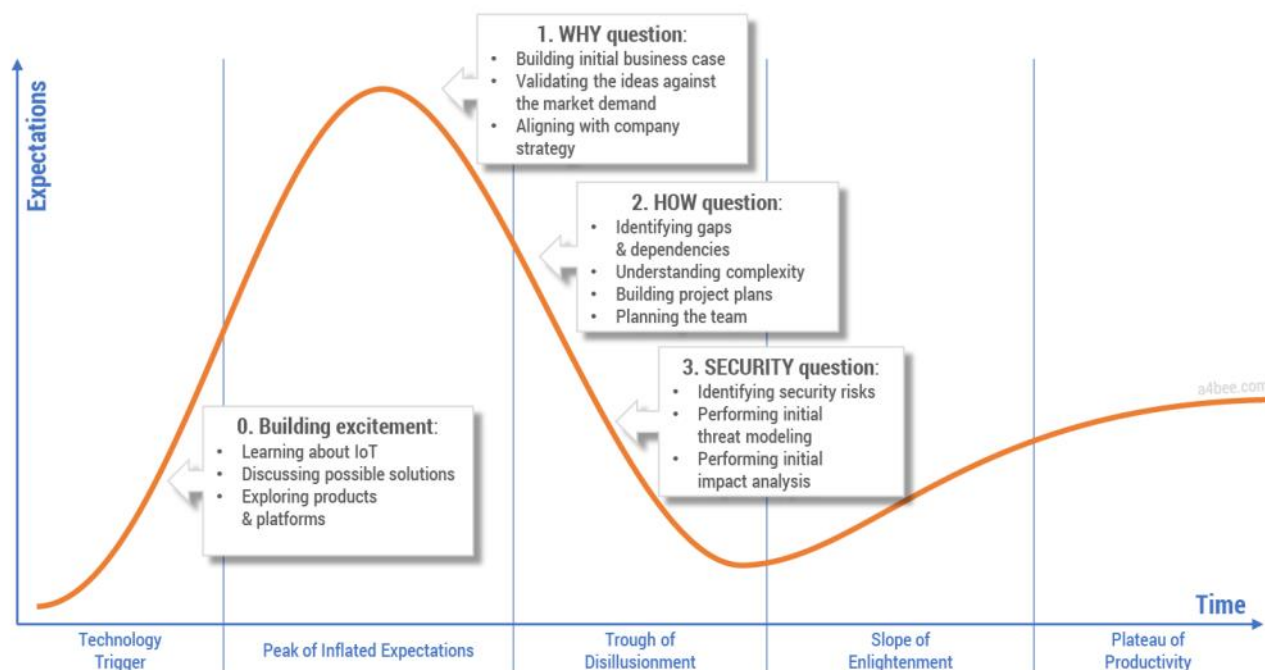 1. WHY question:
• Building initial business case
• Validating the ideas against
the market demand
• Aligning with company
strategy
Expectations
2. HOW question:
• Identifying gaps
& dependencies
• Understanding complexity
• Building project plans
• Planning the team
3. SECURITY question:
• Identifying security risks
• Performing initial
threat modeling
• Performing initial
impact analysis
a4bee.com
0. Building excitement:
• Learning about IoT
• Discussing possible solutions
• Exploring products
& platforms
Time
Technology
Trigger
Peak of Inflated Expectations
Trough of
Disillusionment
Slope of
Enlightenment
Plateau of
Productivity